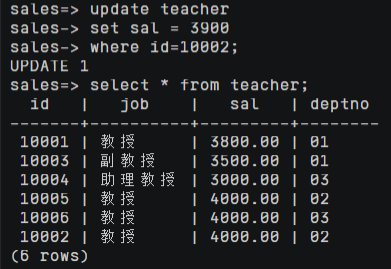 sales=> update teacher
sales-> set sal = 3900
sales-> where id=10002;
UPDATE 1
sales=> select * from teacher;
  id   |   job    |   sal   | deptno
-------+----------+---------+--------
 10001 | 教授     | 3800.00 | 01
 10003 | 副教授   | 3500.00 | 01
 10004 | 助理教授 | 3000.00 | 03
 10005 | 教授     | 4000.00 | 02
 10006 | 教授     | 4000.00 | 03
 10002 | 教授     | 4000.00 | 02
(6 rows)